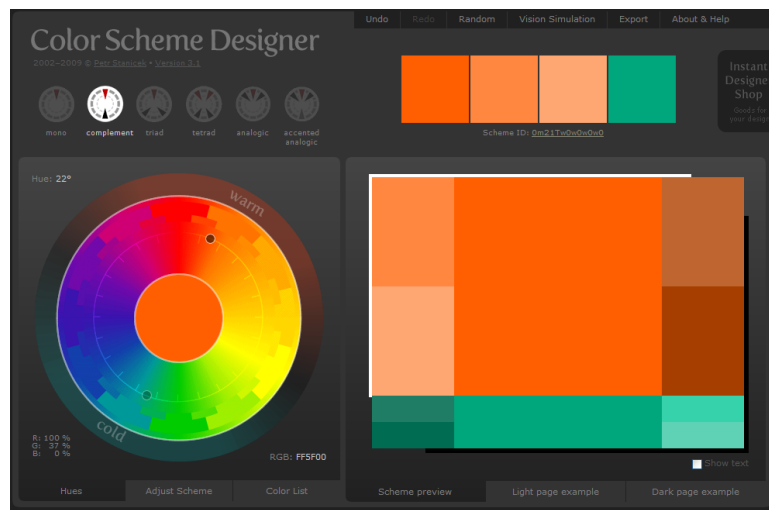 Undo Redo Random Vision Simulation Export About & Help
Color Scheme Designer
2002–2009 © Petr Stanicek • Version 3.1
mono complement triad tetrad analogic accented
analogic
Scheme ID: 0m21Tw0w0w0w0
Instant
Designe
Shop
Goods for
your design
Hue: 22°
warm
cold
R: 100 %
G: 37 %
B: 0 %
RGB: FF5F00
Show text
Hues Adjust Scheme Color List
Scheme preview Light page example Dark page example